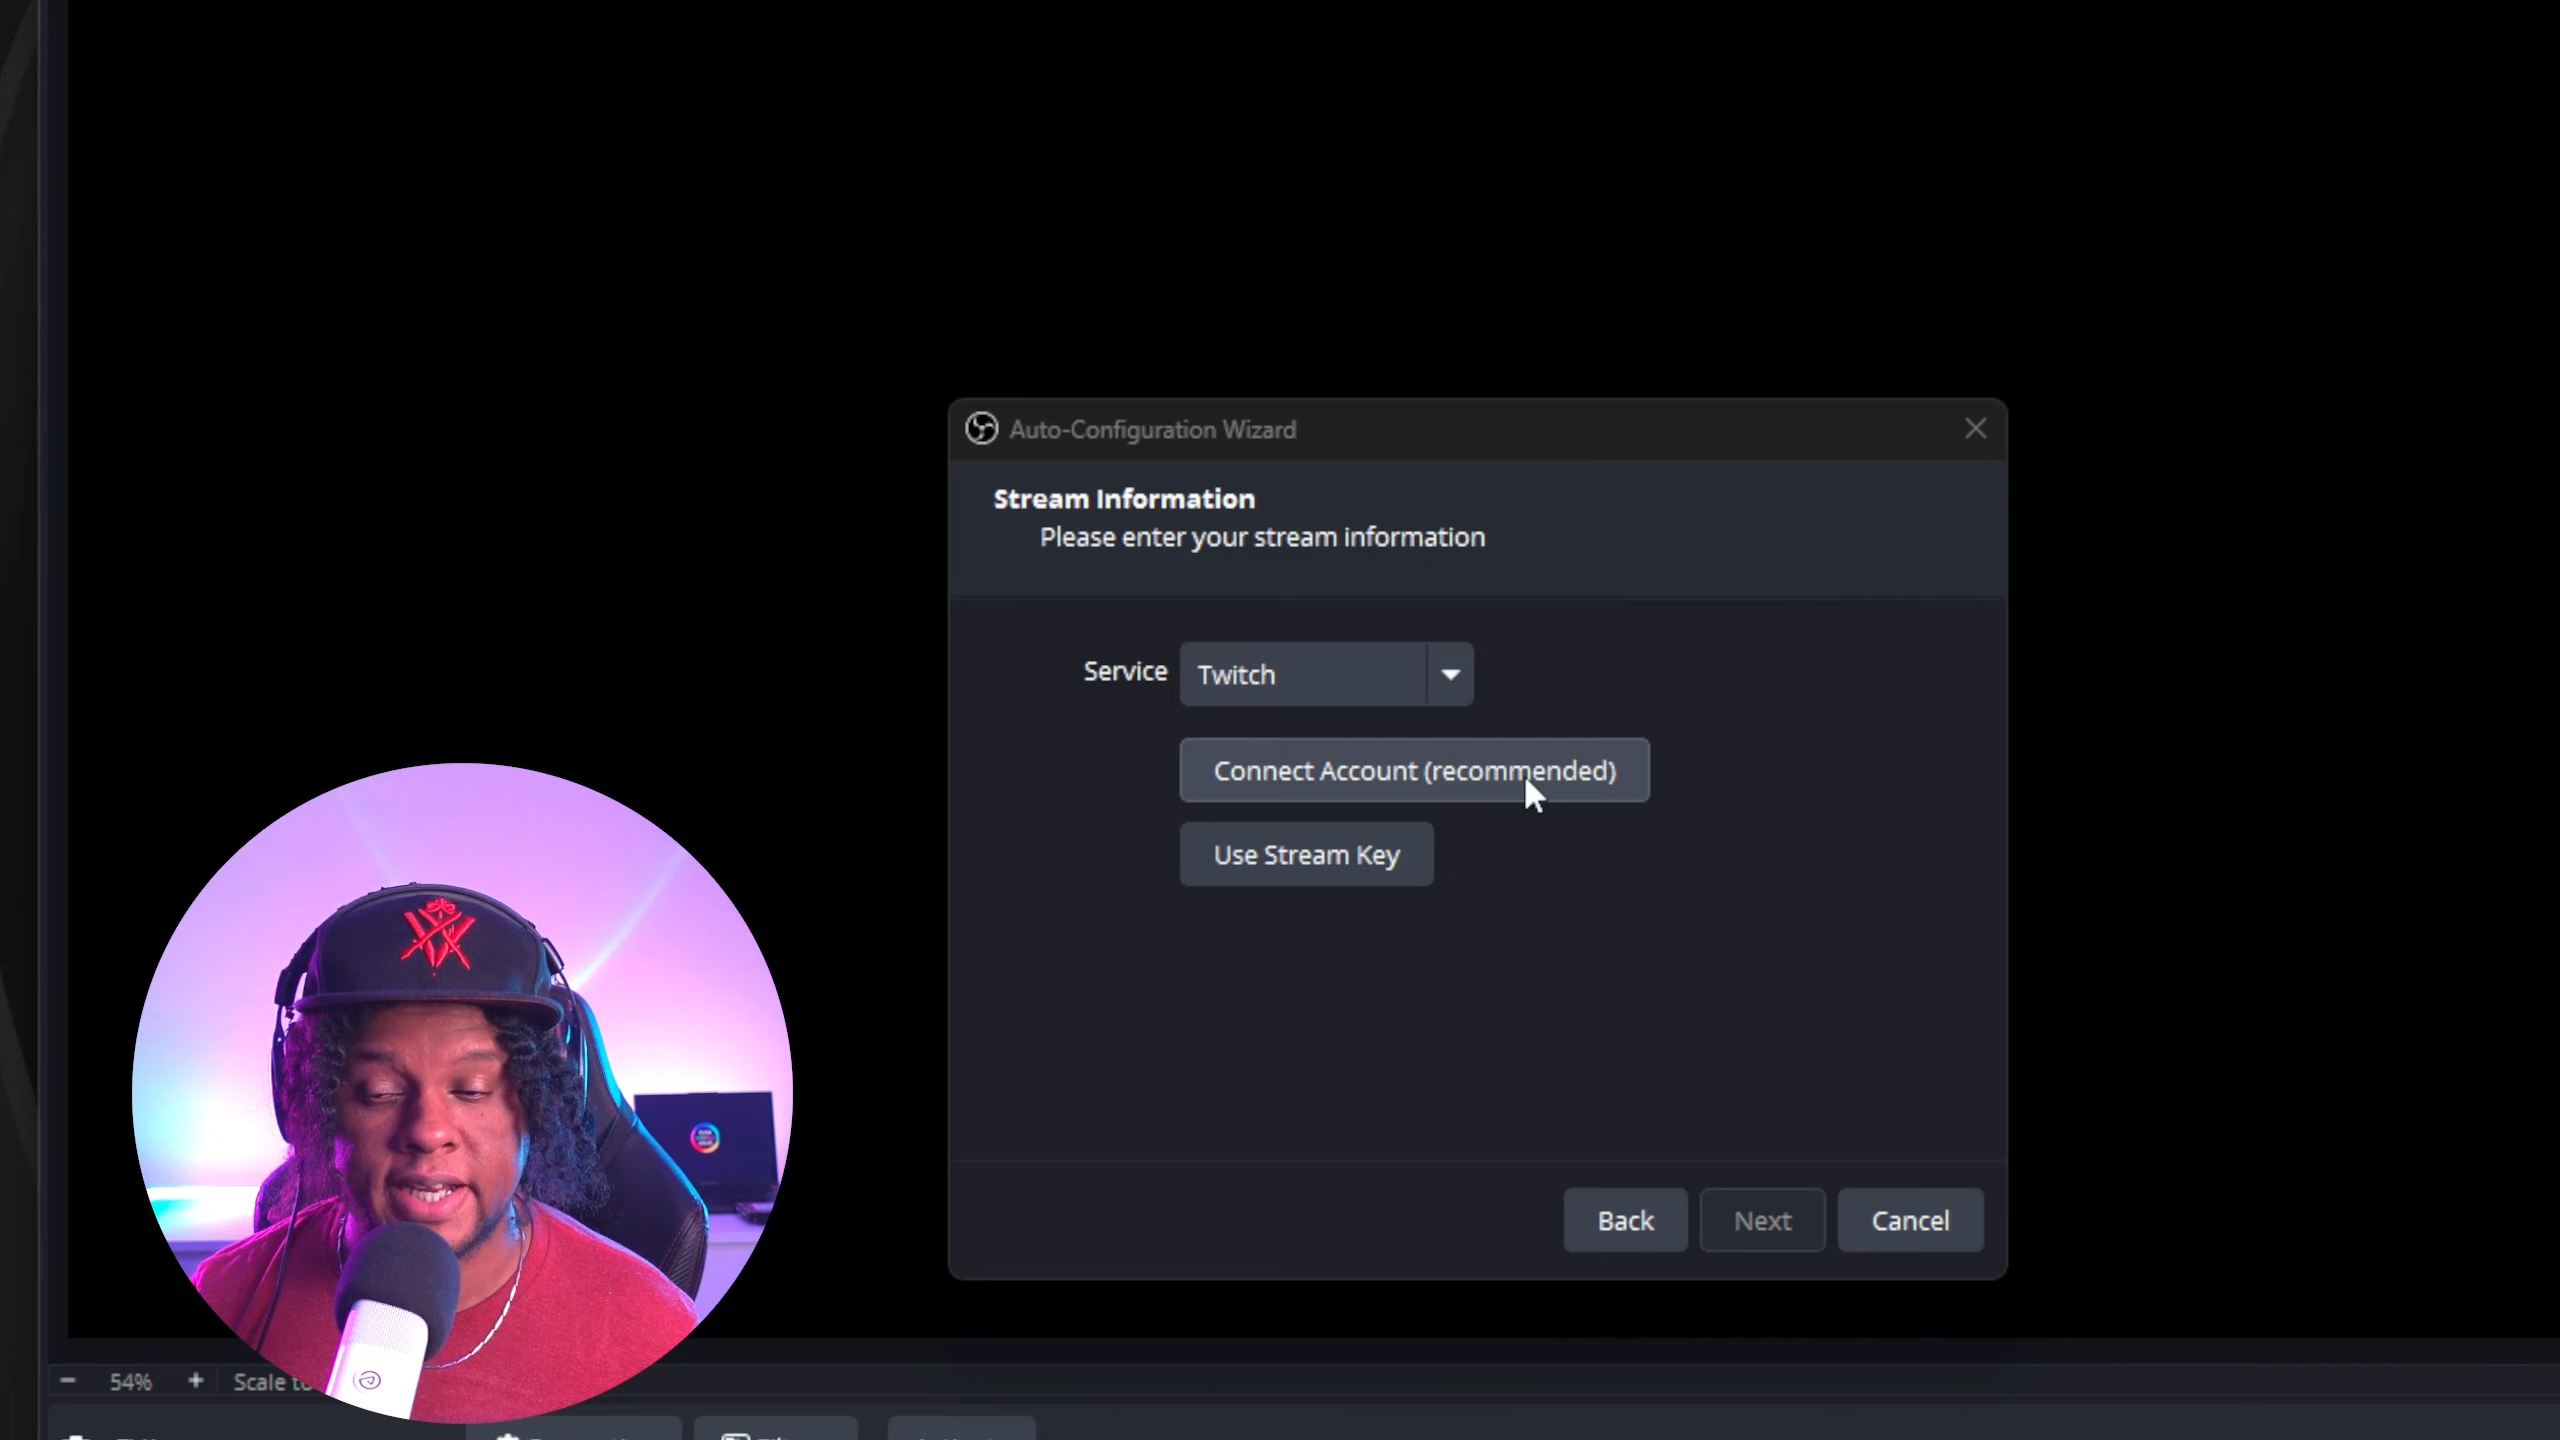 Auto-Configuration Wizard
Stream Information
Please enter your stream information
Service Twitch
Connect Account (recommended)
Use Stream Key
Back Next Cancel
54% Scale